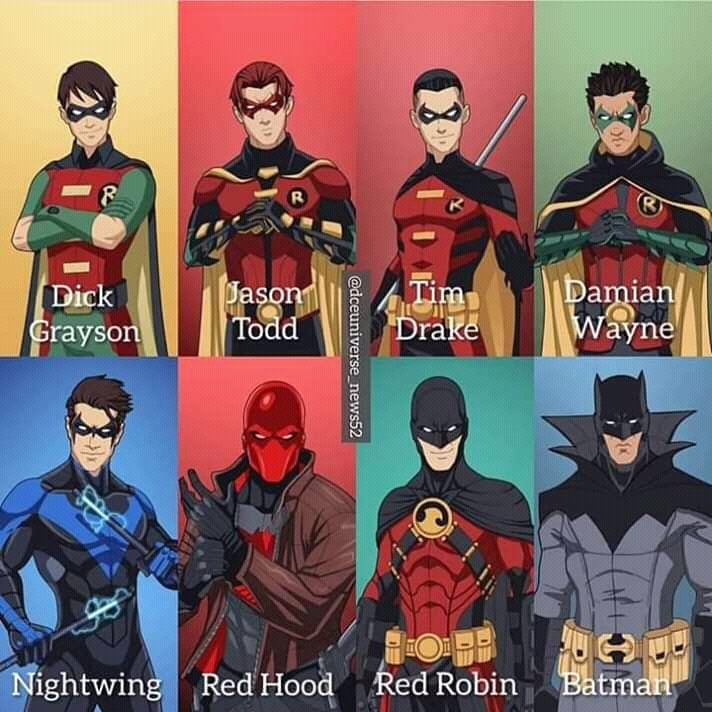 R
R
R
R
Dick
Grayson
Jason
Todd
Tim
Drake
Damian
Wayne
@dceuniverse_news52
Nightwing
Red Hood
Red Robin
Batman